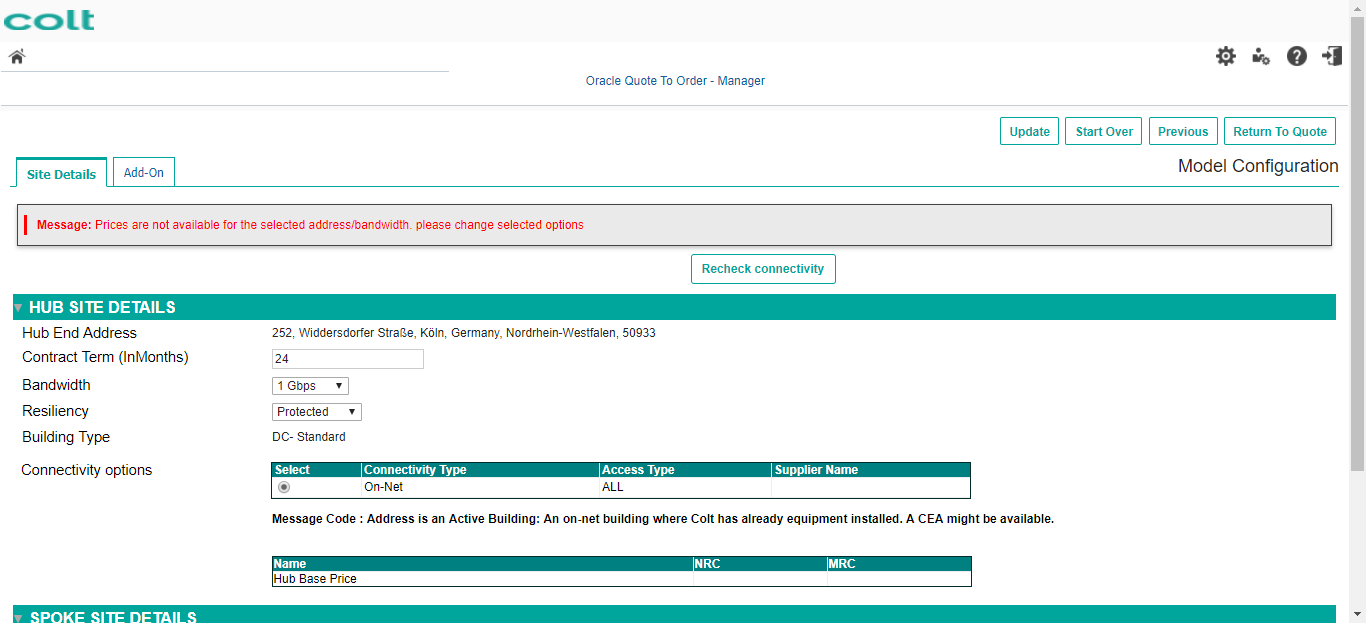 colt
Oracle Quote To Order - Manager
Update Start Over Previous Return To Quote
Site Details Add-On Model Configuration
Message: Prices are not available for the selected address/bandwidth. please change selected options
Recheck connectivity
HUB SITE DETAILS
Hub End Address 252, Widdersdorfer Straße, Köln, Germany, Nordrhein-Westfalen, 50933
Contract Term (InMonths) 24
Bandwidth 1 Gbps
Resiliency Protected
Building Type DC- Standard
Connectivity options
Select Connectivity Type Access Type Supplier Name
On-Net ALL
Message Code : Address is an Active Building: An on-net building where Colt has already equipment installed. A CEA might be available.
Name NRC MRC
Hub Base Price
SPOKE SITE DETAILS